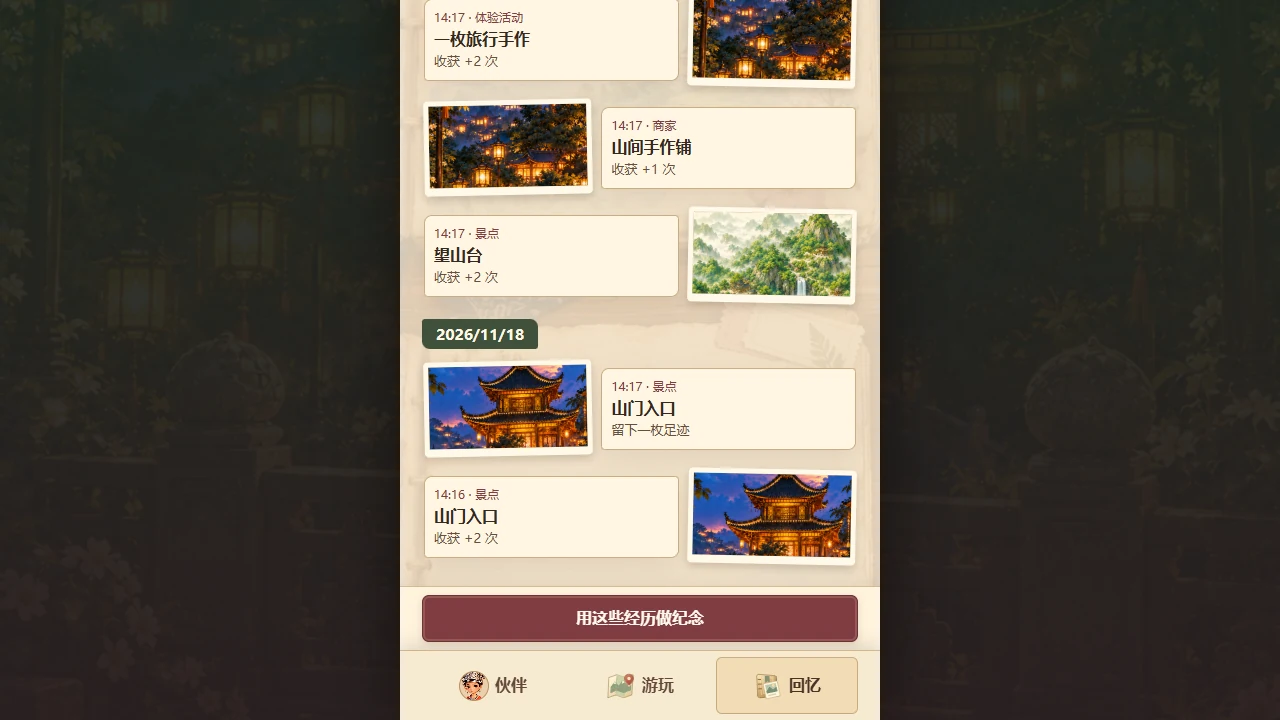 14:17 · 体验活动
一枚旅行手作
收获 +2 次
14:17 · 商家
山间手作铺
收获 +1 次
14:17 · 景点
望山台
收获 +2 次
2026/11/18
14:17 · 景点
山门入口
留下一枚足迹
14:16 · 景点
山门入口
收获 +2 次
用这些经历做纪念
伙伴
游玩
回忆